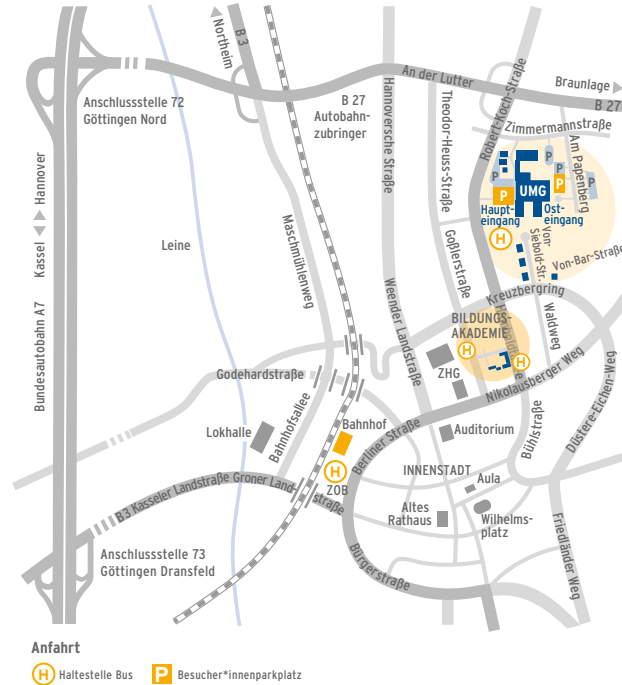 Northeim
B 3
An der Lutter
Braunlage
B 27
Anschlussstelle 72
Göttingen Nord
B 27
Autobahn-
zubringer
Hannoversche Straße
Theodor-Heuss-Straße
Robert-Koch-Straße
Zimmermannstraße
Am Papenberg
P
P
P
P
P
P
UMG
Haupt-
eingang
Ost-
eingang
H
Von-
Siebold-Str.
Von-Bar-Straße
Kassel
Hannover
Bundesautobahn A7
Leine
Maschmühlenweg
Goßlerstraße
Weender Landstraße
Kreuzbergring
Waldweg
BILDUNGS-
AKADEMIE
H
H
ZHG
Nikolausberger Weg
Düstere-Eichen-Weg
Godehardstraße
Bahnhofsallee
Lokhalle
Bahnhof
H
ZOB
Berliner Straße
Auditorium
Bühlstraße
INNENSTADT
Aula
Altes
Rathaus
Wilhelms-
platz
B3 Kasseler Landstraße
Groner Land-
straße
Anschlussstelle 73
Göttingen Dransfeld
Bürgerstraße
Friedländer Weg
Anfahrt
H Haltestelle Bus
P Besucher*innenparkplatz